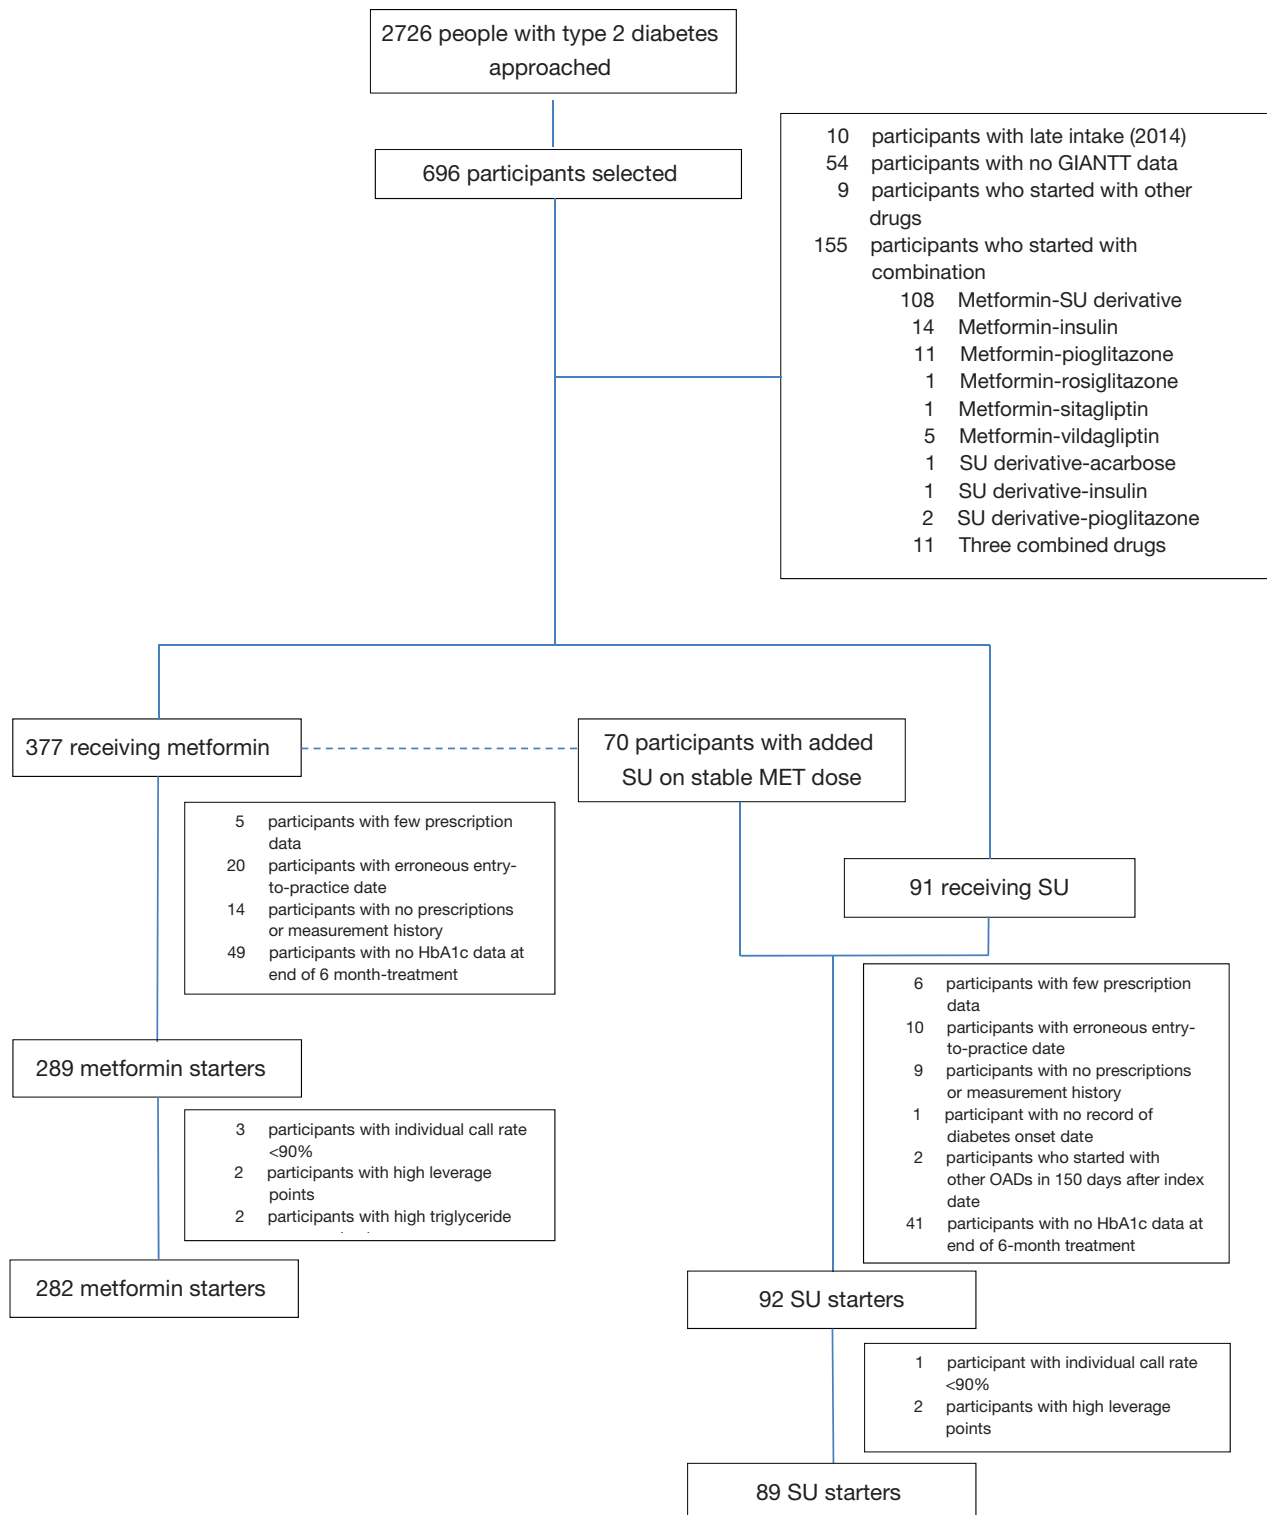 2726 people with type 2 diabetes
approached
696 participants selected
10 participants with late intake (2014)
54 participants with no GIANTT data
9 participants who started with other
drugs
155 participants who started with
combination
108 Metformin-SU derivative
14 Metformin-insulin
11 Metformin-pioglitazone
1 Metformin-rosiglitazone
1 Metformin-sitagliptin
5 Metformin-vildagliptin
1 SU derivative-acarbose
1 SU derivative-insulin
2 SU derivative-pioglitazone
11 Three combined drugs
377 receiving metformin
70 participants with added
SU on stable MET dose
5 participants with few prescription
data
20 participants with erroneous entry-
to-practice date
14 participants with no prescriptions
or measurement history
49 participants with no HbA1c data at
end of 6 month-treatment
91 receiving SU
6 participants with few prescription
data
10 participants with erroneous entry-
to-practice date
9 participants with no prescriptions
or measurement history
1 participant with no record of
diabetes onset date
2 participants who started with
other OADs in 150 days after index
date
41 participants with no HbA1c data at
end of 6-month treatment
289 metformin starters
3 participants with individual call rate
<90%
2 participants with high leverage
points
2 participants with high triglyceride
282 metformin starters
92 SU starters
1 participant with individual call rate
<90%
2 participants with high leverage
points
89 SU starters